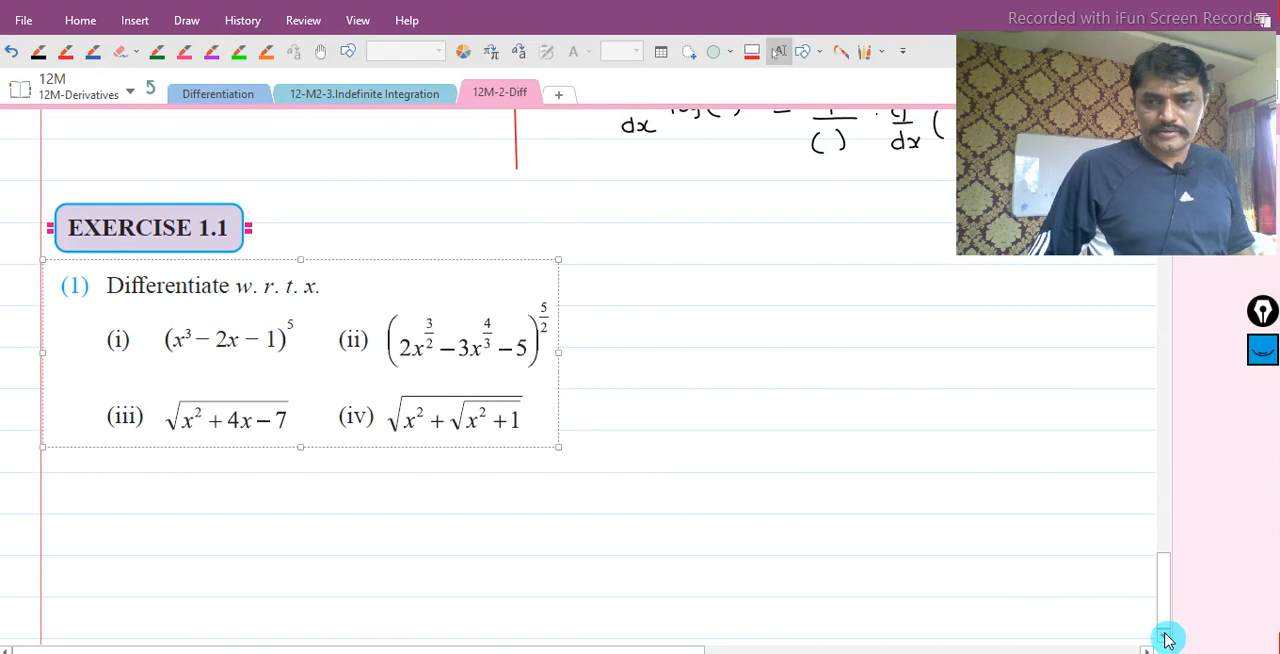 Recorded with iFun Screen Recorder
File Home Insert Draw History Review View Help
12M
12M-Derivatives
Differentiation 12-M2-3.Indefinite Integration 12M-2-Diff +
dx = ( ) . d/dx (
EXERCISE 1.1
(1) Differentiate w. r. t. x.
(i) (x³ – 2x – 1)⁵ (ii) (2x^{3/2} – 3x^{4/3} – 5)^{5/2}
(iii) √(x² + 4x – 7) (iv) √(x² + √(x² + 1))